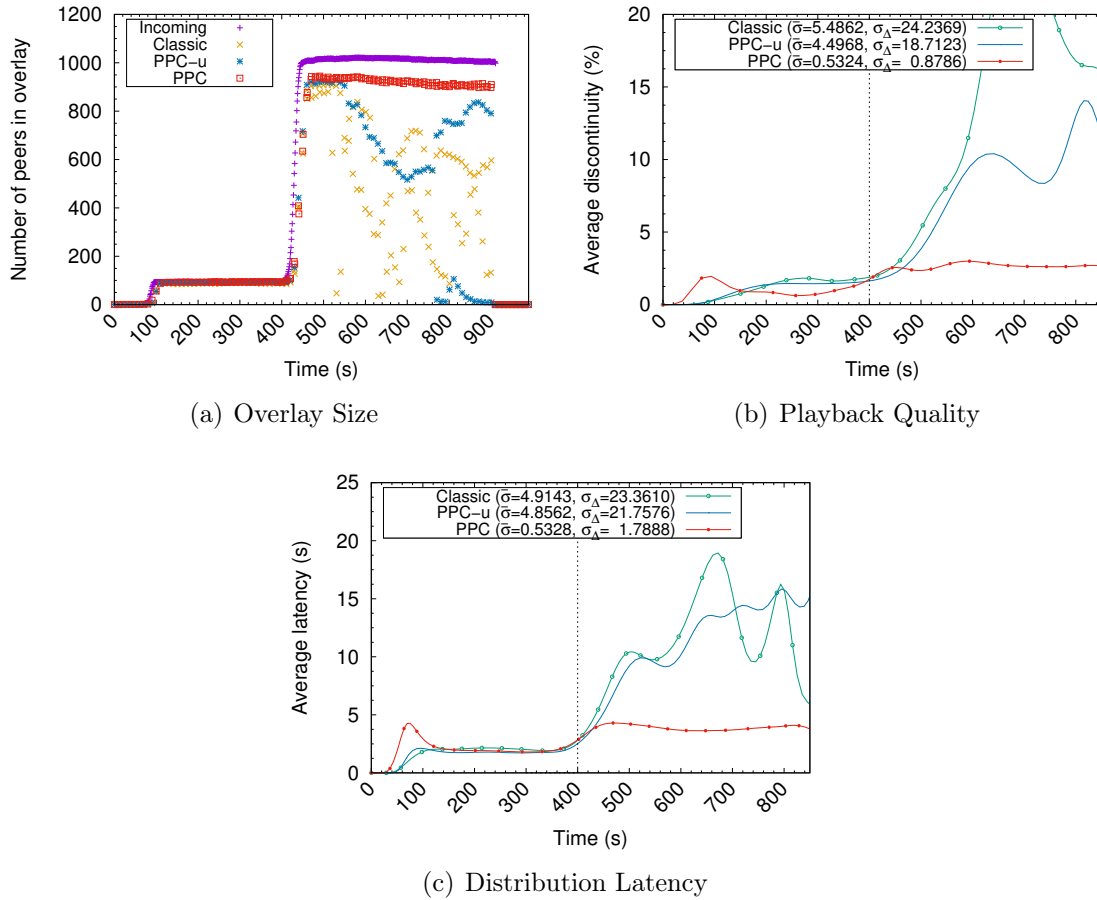 Number of peers in overlay
1200
1000
800
600
400
200
0
Incoming
Classic
PPC-u
PPC
0
100
200
300
400
500
600
700
800
900
Time (s)
(a) Overlay Size
Average discontinuity (%)
20
15
10
5
0
Classic (σ̄=5.4862, σΔ=24.2369)
PPC-u (σ̄=4.4968, σΔ=18.7123)
PPC (σ̄=0.5324, σΔ= 0.8786)
0
100
200
300
400
500
600
700
800
Time (s)
(b) Playback Quality
Average latency (s)
25
20
15
10
5
0
Classic (σ̄=4.9143, σΔ=23.3610)
PPC-u (σ̄=4.8562, σΔ=21.7576)
PPC (σ̄=0.5328, σΔ= 1.7888)
0
100
200
300
400
500
600
700
800
Time (s)
(c) Distribution Latency